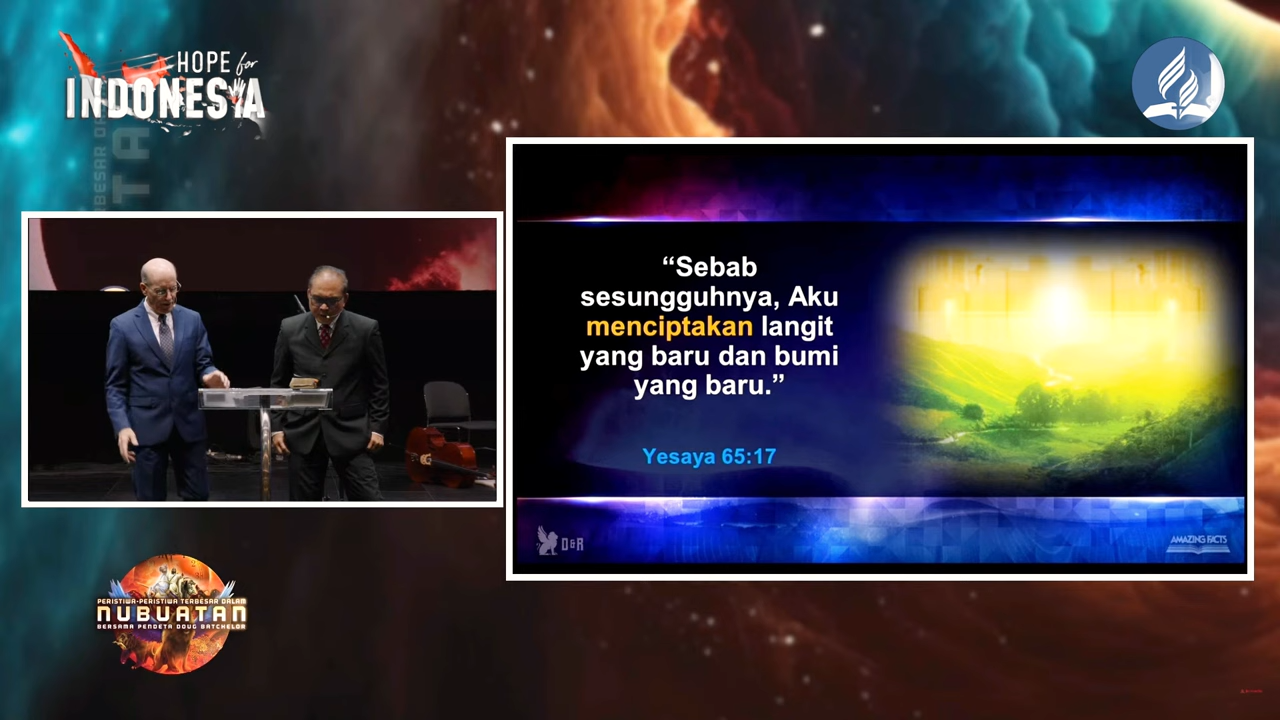 HOPE for
INDONESIA
“Sebab
sesungguhnya, Aku
menciptakan langit
yang baru dan bumi
yang baru.”
Yesaya 65:17
D&R
AMAZING FACTS
PERISTIWA-PERISTIWA TERBESAR DALAM
NUBUATAN
BERSAMA PENDETA DOUG BATCHELOR